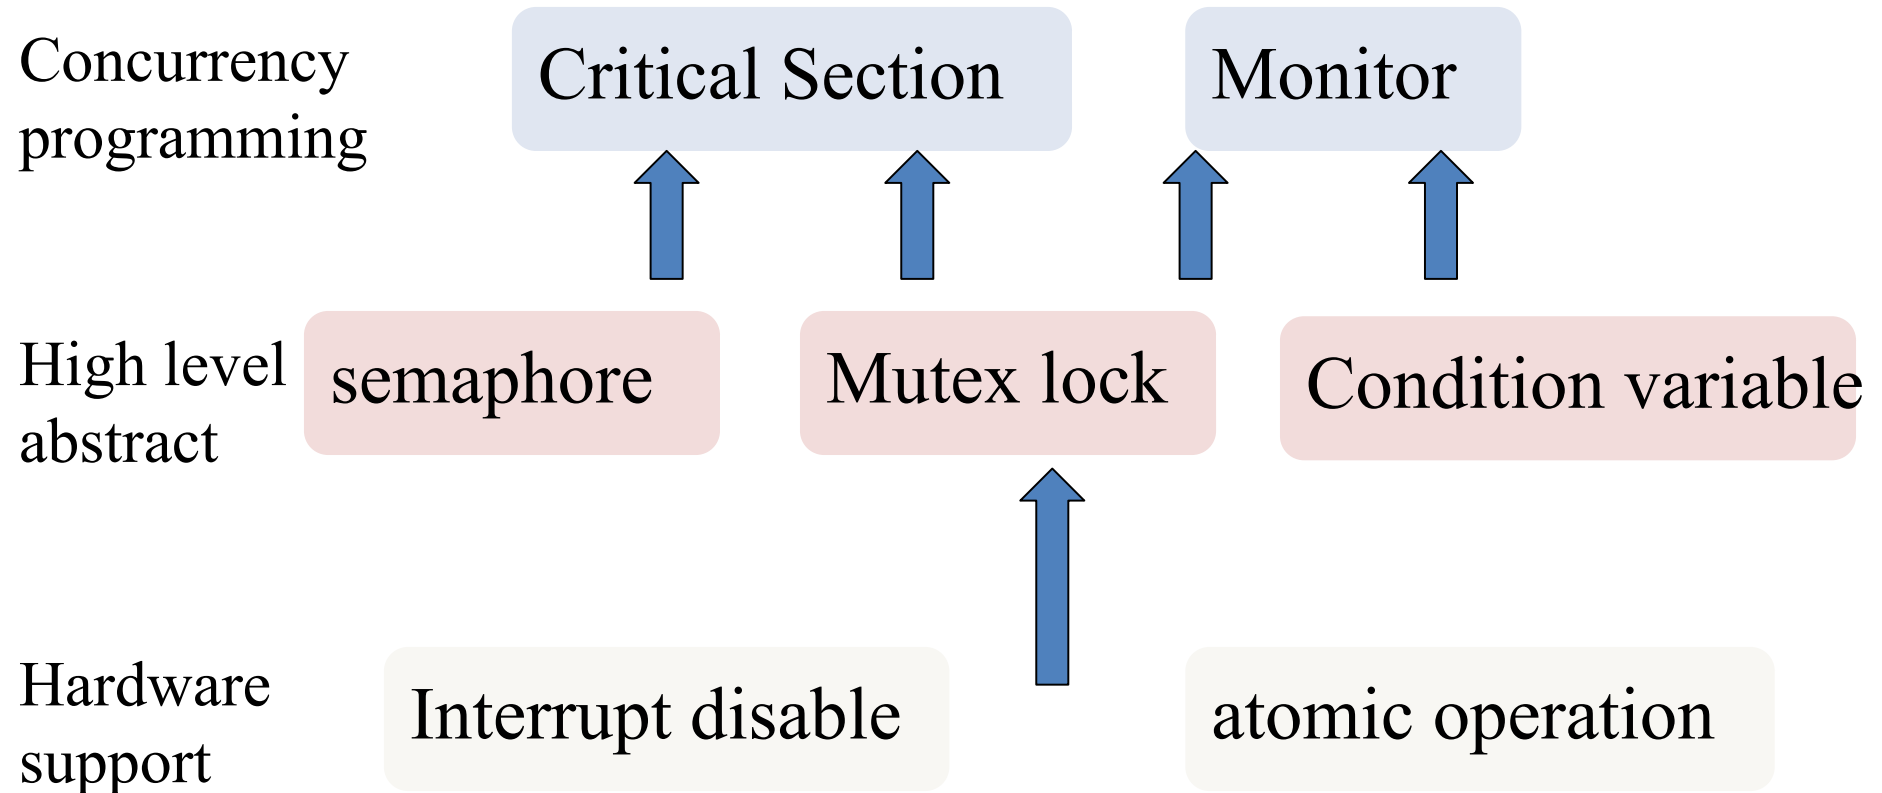 Concurrency
programming
Critical Section
Monitor
High level
abstract
semaphore
Mutex lock
Condition variable
Hardware
support
Interrupt disable
atomic operation